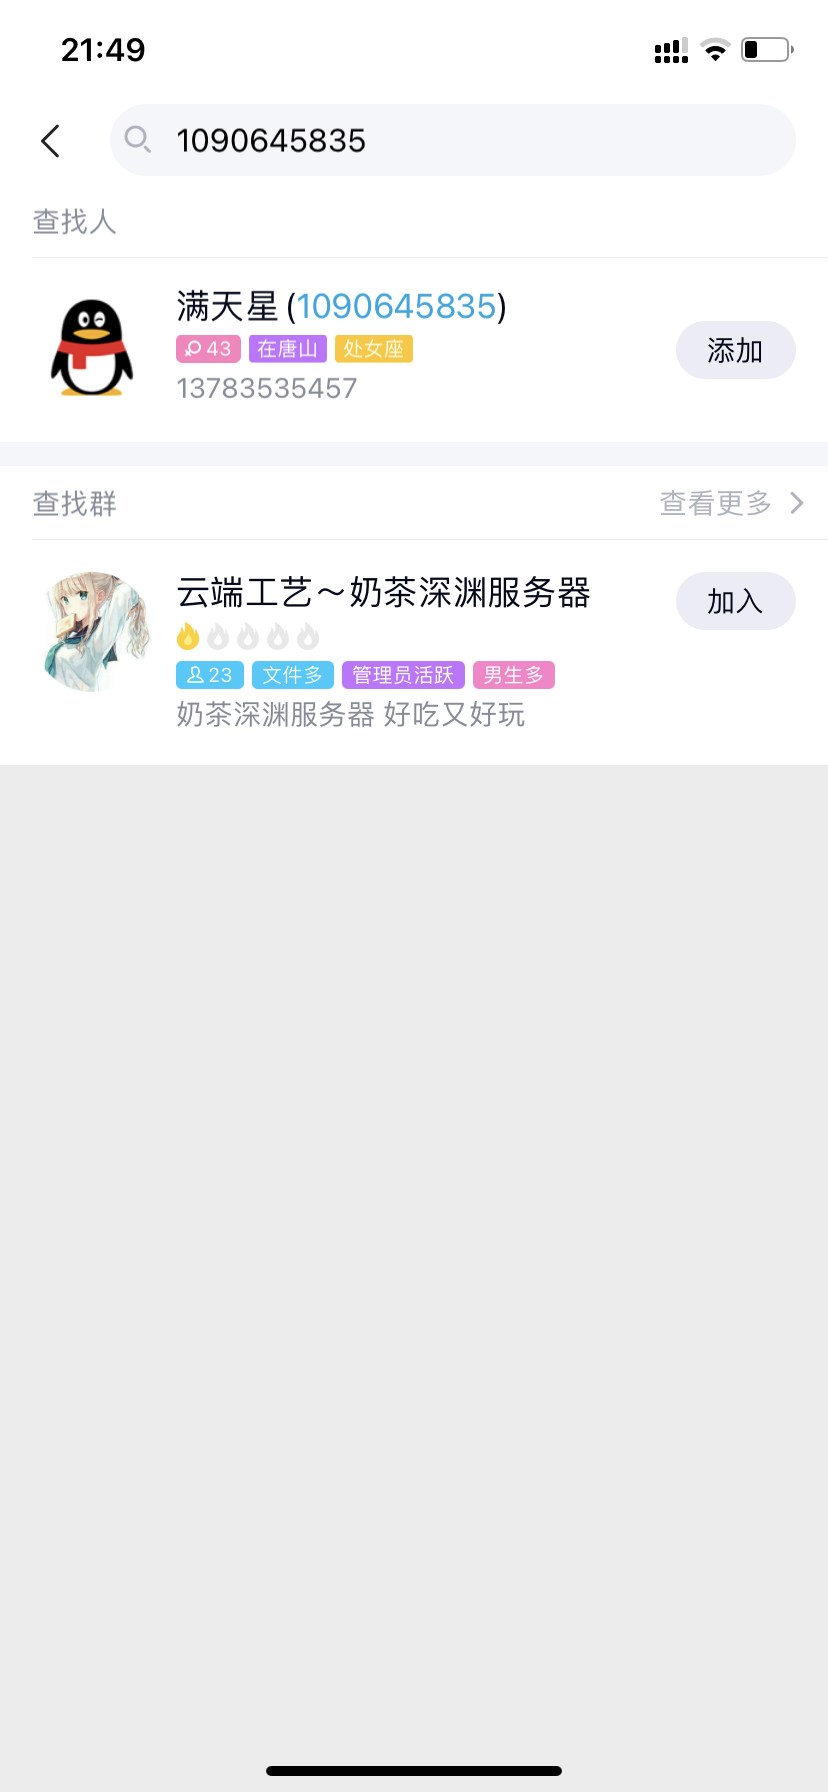 21:49
1090645835
查找人
满天星 (1090645835)
43 在唐山 处女座
13783535457
添加
查找群
查看更多
云端工艺～奶茶深渊服务器
加入
23 文件多 管理员活跃 男生多
奶茶深渊服务器 好吃又好玩